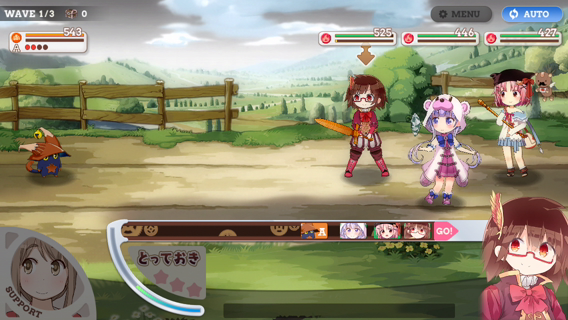 WAVE 1/3
0
MENU
AUTO
543
A
525
446
427
A
GO!
とっておき
SUPPORT